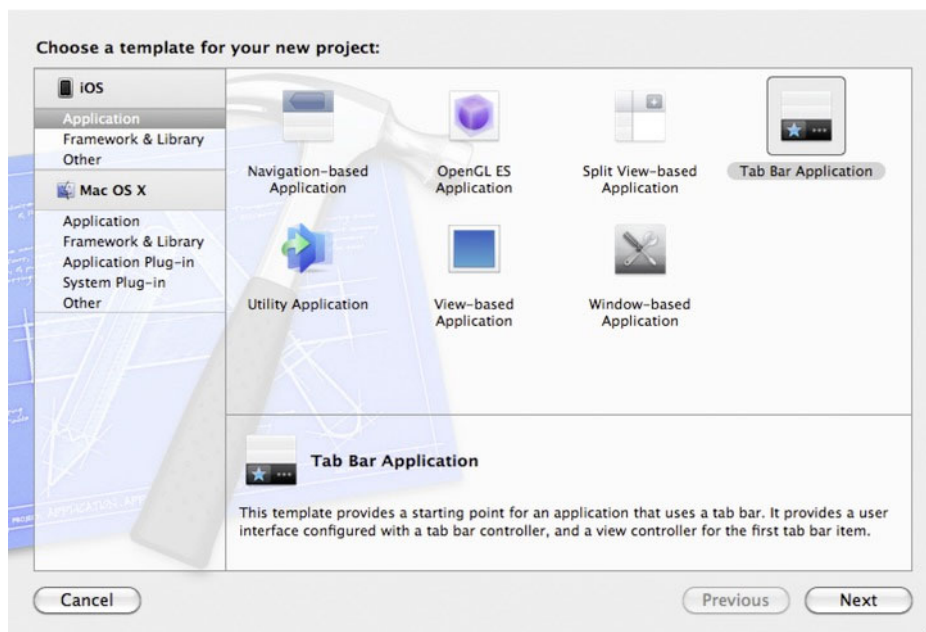 Choose a template for your new project:
iOS
Application
Framework & Library
Other
Mac OS X
Application
Framework & Library
Application Plug-in
System Plug-in
Other
Navigation-based
Application
OpenGL ES
Application
Split View-based
Application
Tab Bar Application
Utility Application
View-based
Application
Window-based
Application
Tab Bar Application
This template provides a starting point for an application that uses a tab bar. It provides a user
interface configured with a tab bar controller, and a view controller for the first tab bar item.
Cancel
Previous
Next